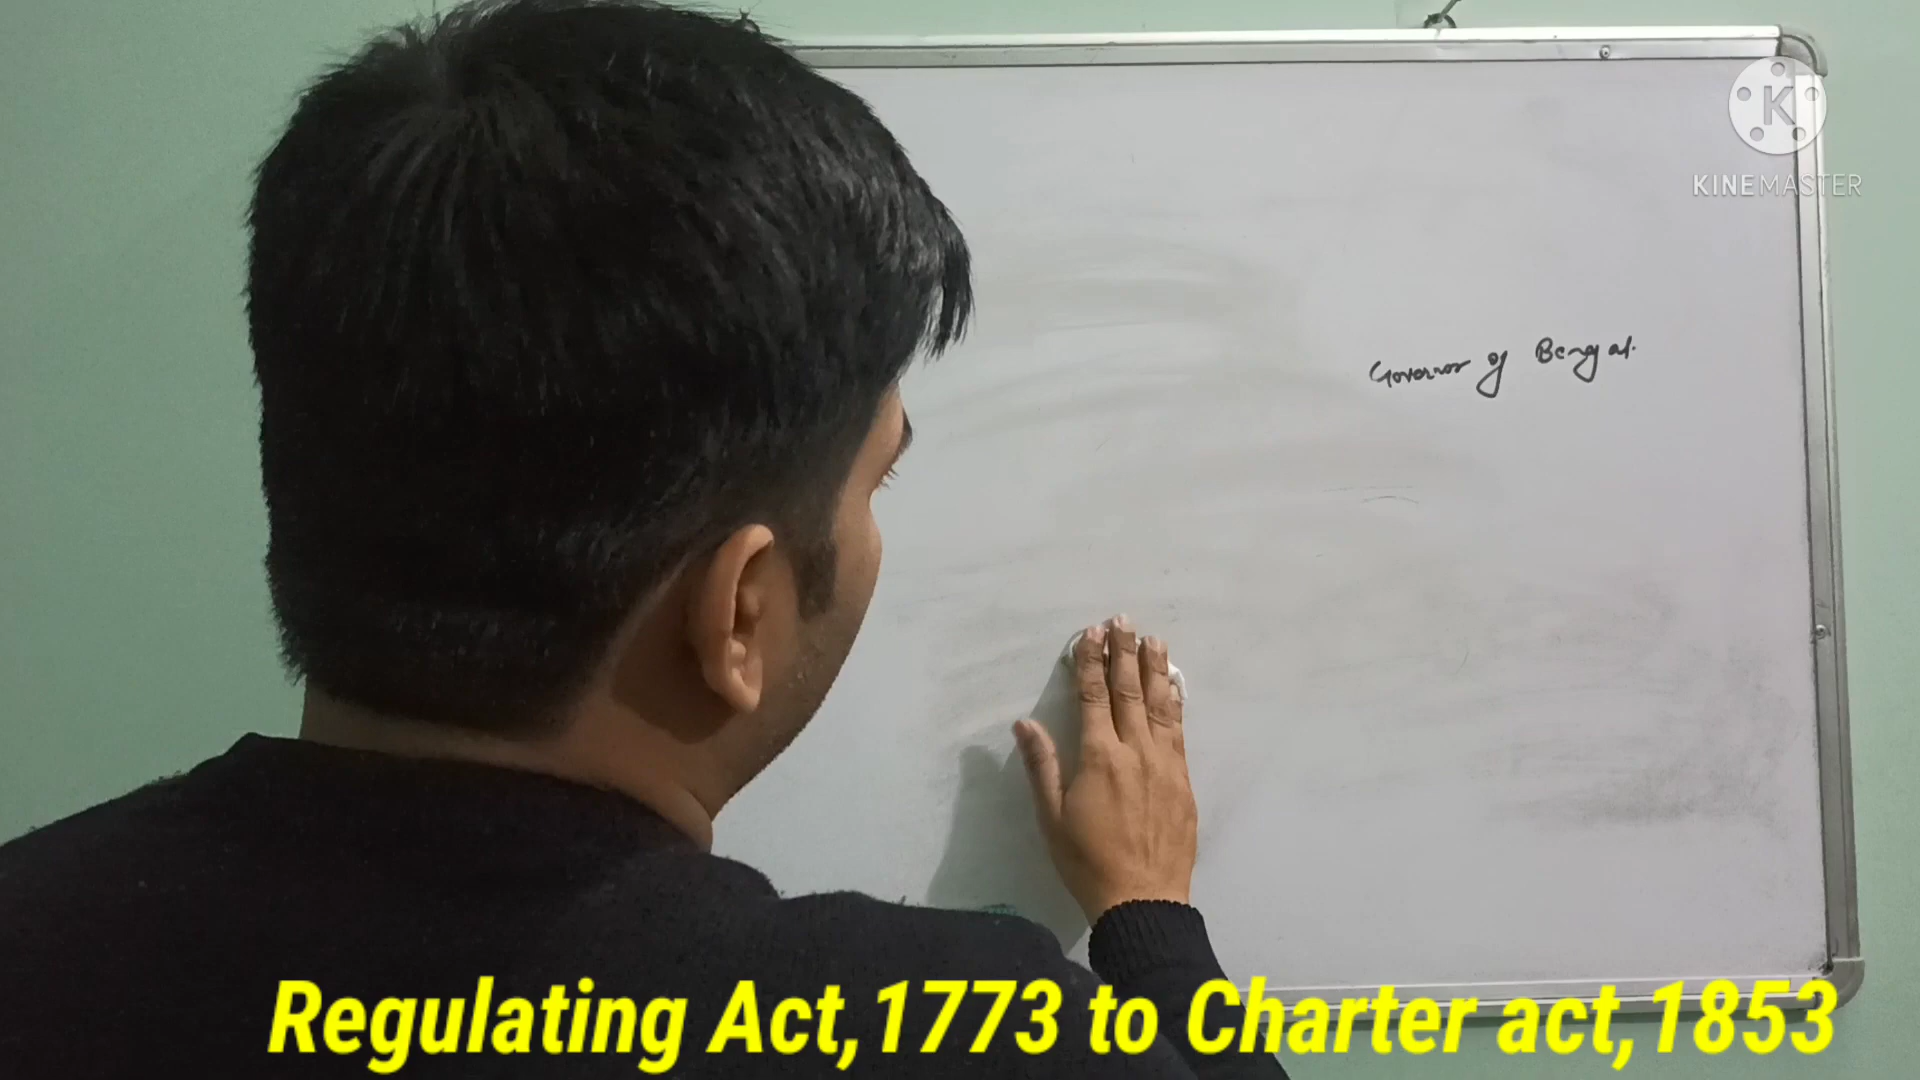 K
KINEMASTER
Governor of Bengal.
Regulating Act,1773 to Charter act,1853